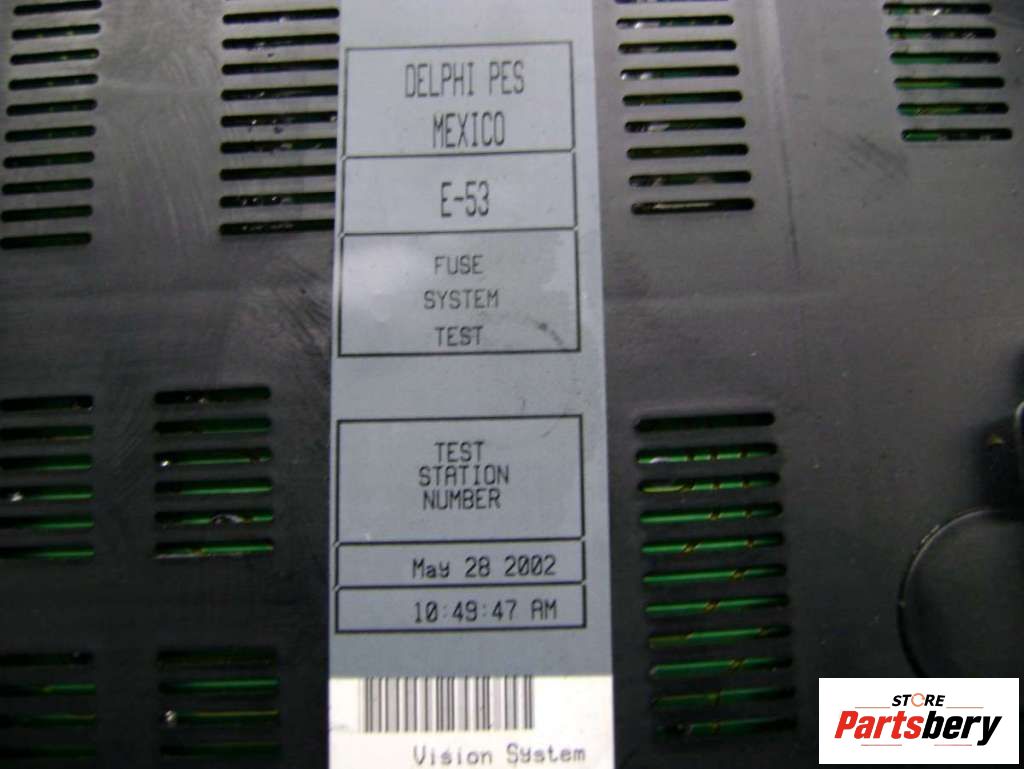 DELPHI PES
MEXICO
E-53
FUSE
SYSTEM
TEST
TEST
STATION
NUMBER
May 28 2002
10:49:47 AM
Vision System
STORE
Partsbery